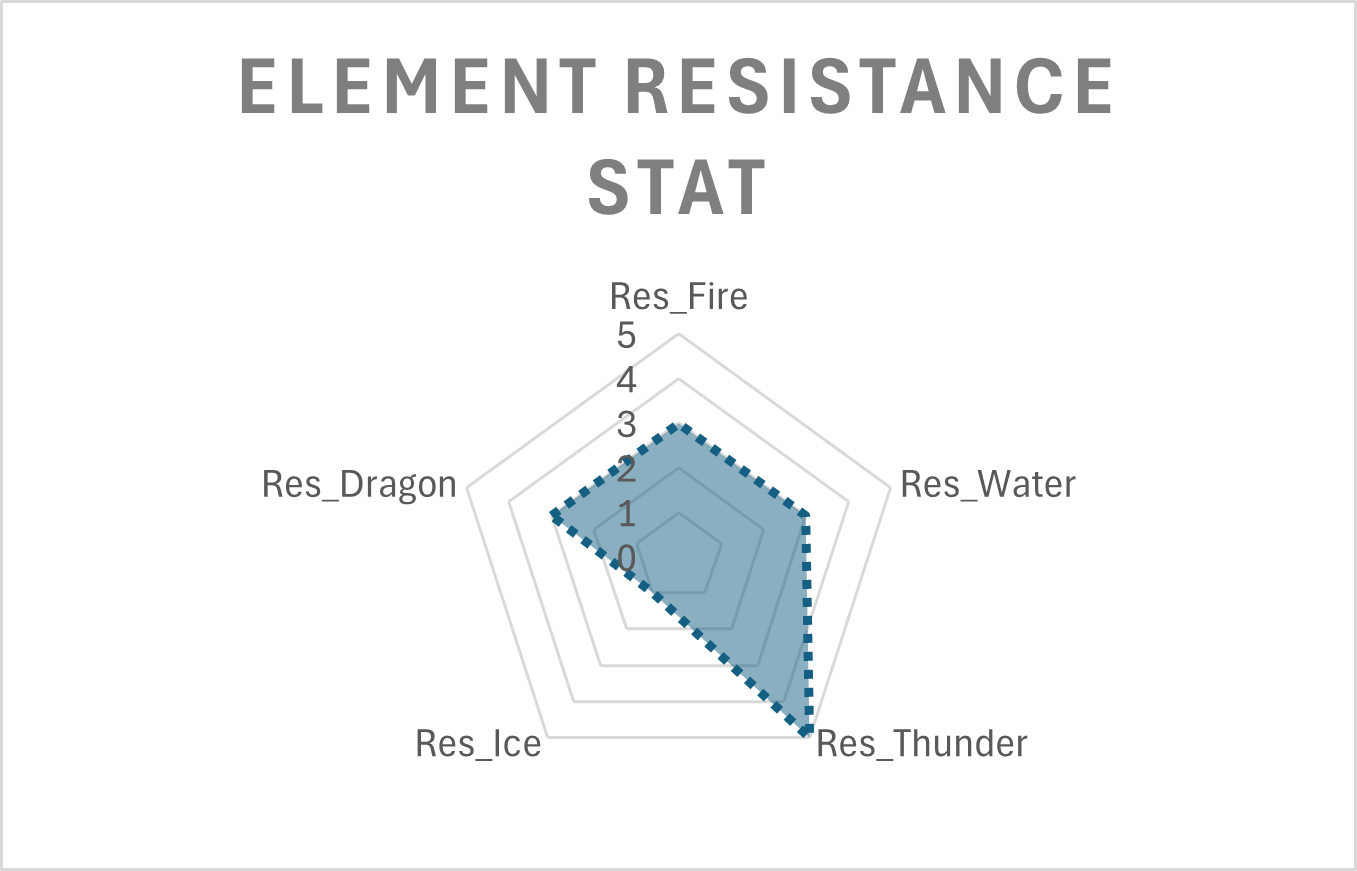 ELEMENT RESISTANCE
STAT
Res_Fire
5
4
3
2
1
0
Res_Dragon
Res_Water
Res_Ice
Res_Thunder